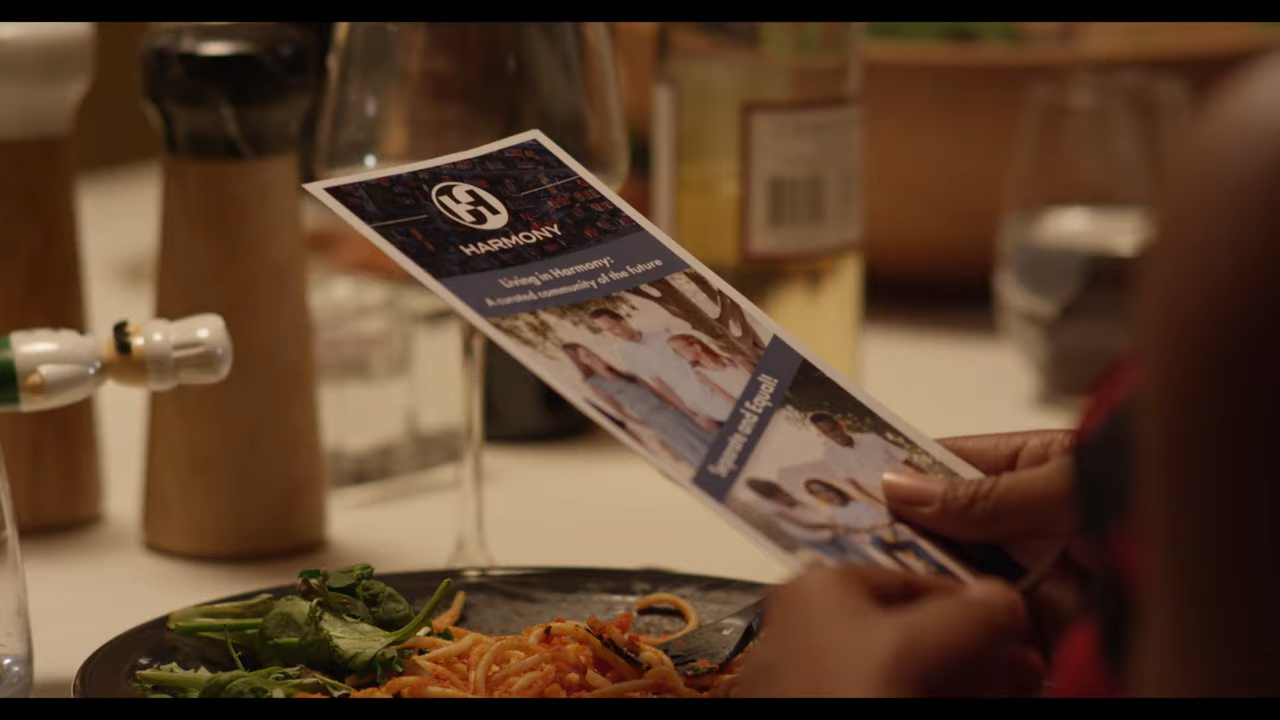 HARMONY
Living in Harmony:
A curated community of the future
Separate and Equal!